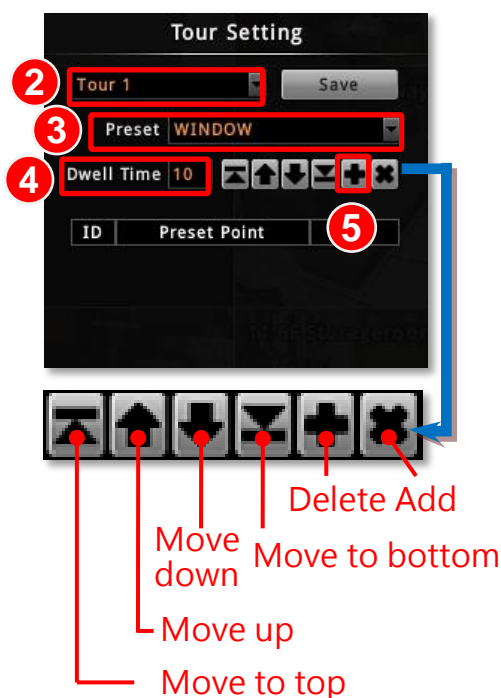 Tour Setting
2 Tour 1 Save
3 Preset WINDOW
4 Dwell Time 10
5
ID Preset Point
Delete Add
Move down
Move to bottom
Move up
Move to top